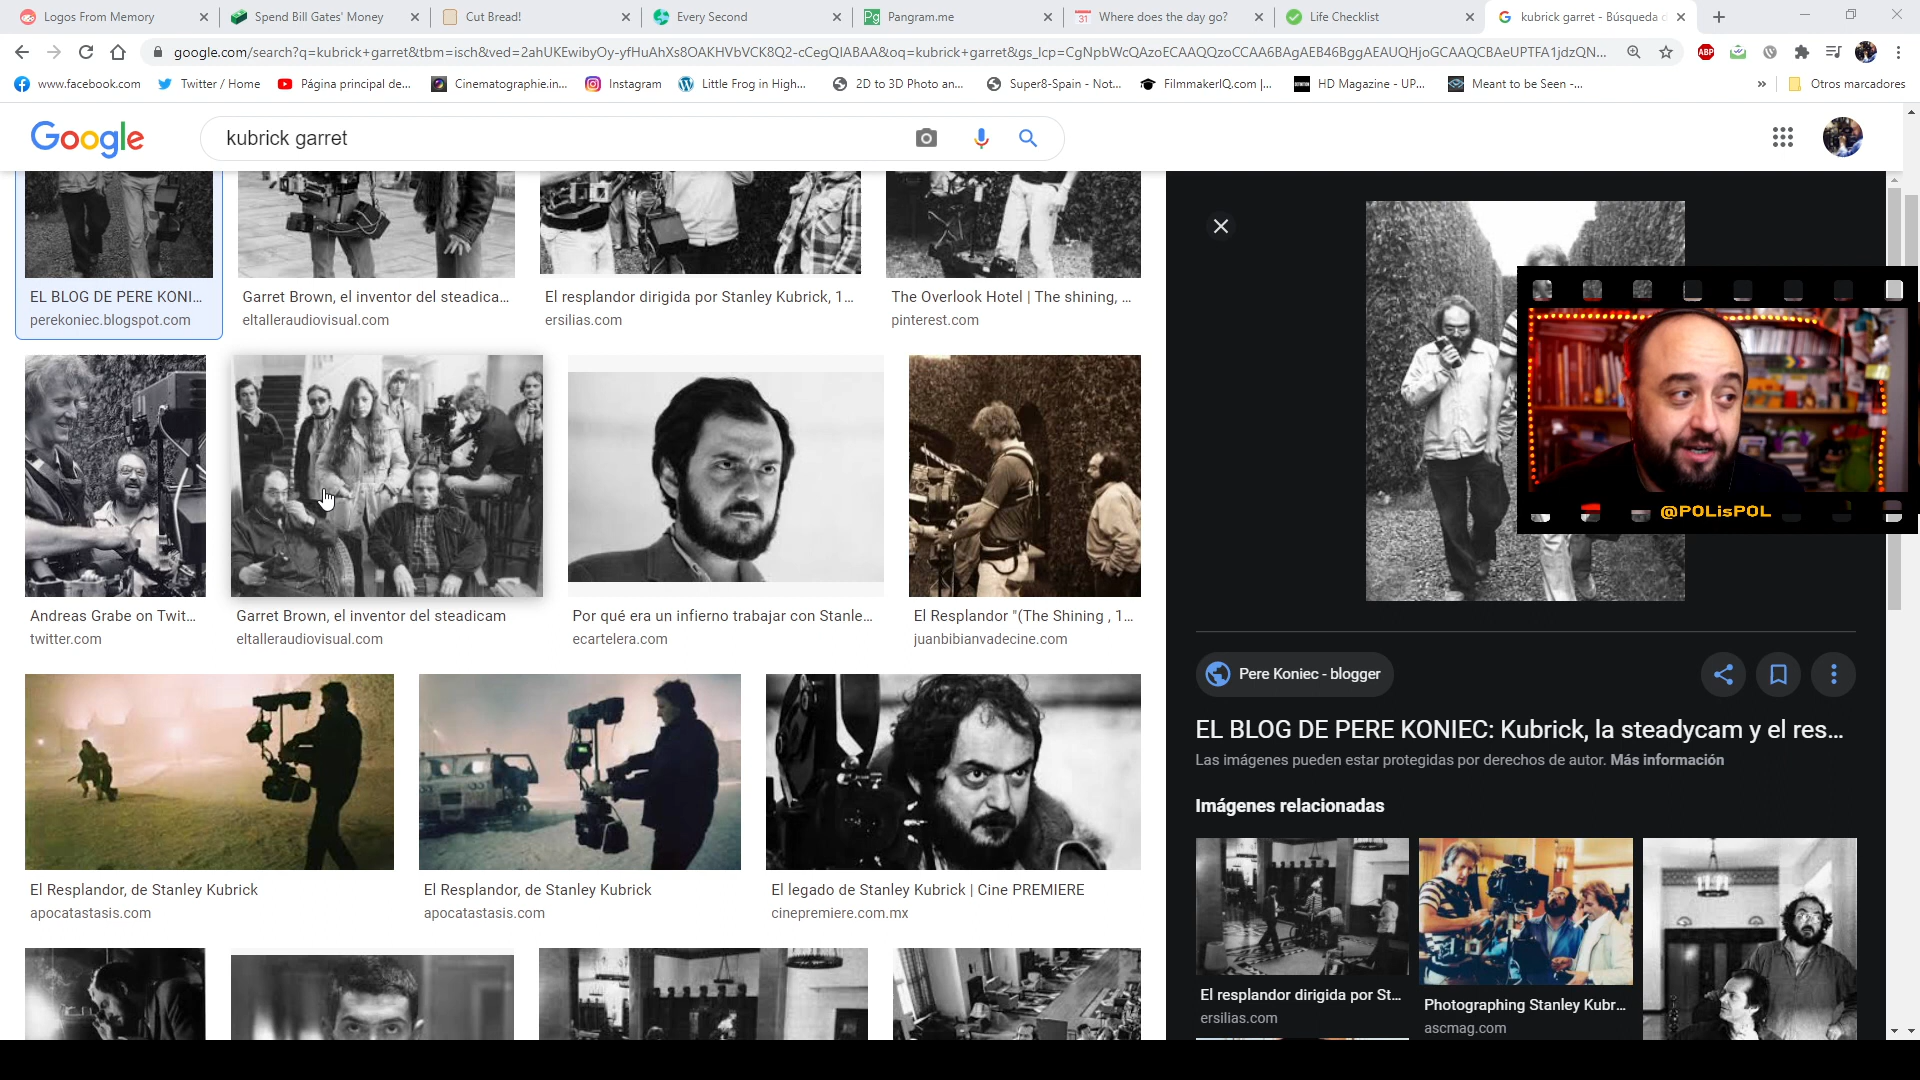 Logos From Memory
Spend Bill Gates' Money
Cut Bread!
Every Second
Pg Pangram.me
31 Where does the day go?
Life Checklist
G kubrick garret - Búsqueda
google.com/search?q=kubrick+garret&tbm=isch&ved=2ahUKEwibyOy-yfHuAhXs8OAKHVbVCK8Q2-cCegQIABAA&oq=kubrick+garret&gs_lcp=CgNpbWcQAzoECAAQQzoCCAA6BAgAEB46BggAEAUQHjoGCAAQCBAeUPTFA1jdzQN...
ABP
www.facebook.com
Twitter / Home
Página principal de...
Cinematographie.in...
Instagram
Little Frog in High...
2D to 3D Photo an...
Super8-Spain - Not...
FilmmakerIQ.com |...
HD Magazine - UP...
Meant to be Seen -...
»
Otros marcadores
Google
kubrick garret
EL BLOG DE PERE KONI...
perekoniec.blogspot.com
Garret Brown, el inventor del steadica...
eltalleraudiovisual.com
El resplandor dirigida por Stanley Kubrick, 1...
ersilias.com
The Overlook Hotel | The shining, ...
pinterest.com
@POLisPOL
Andreas Grabe on Twit...
twitter.com
Garret Brown, el inventor del steadicam
eltalleraudiovisual.com
Por qué era un infierno trabajar con Stanle...
ecartelera.com
El Resplandor "(The Shining , 1...
juanbibianvadecine.com
Pere Koniec - blogger
EL BLOG DE PERE KONIEC: Kubrick, la steadycam y el res...
Las imágenes pueden estar protegidas por derechos de autor. Más información
Imágenes relacionadas
El Resplandor, de Stanley Kubrick
apocatastasis.com
El Resplandor, de Stanley Kubrick
apocatastasis.com
El legado de Stanley Kubrick | Cine PREMIERE
cinepremiere.com.mx
El resplandor dirigida por St...
ersilias.com
Photographing Stanley Kubr...
ascmag.com